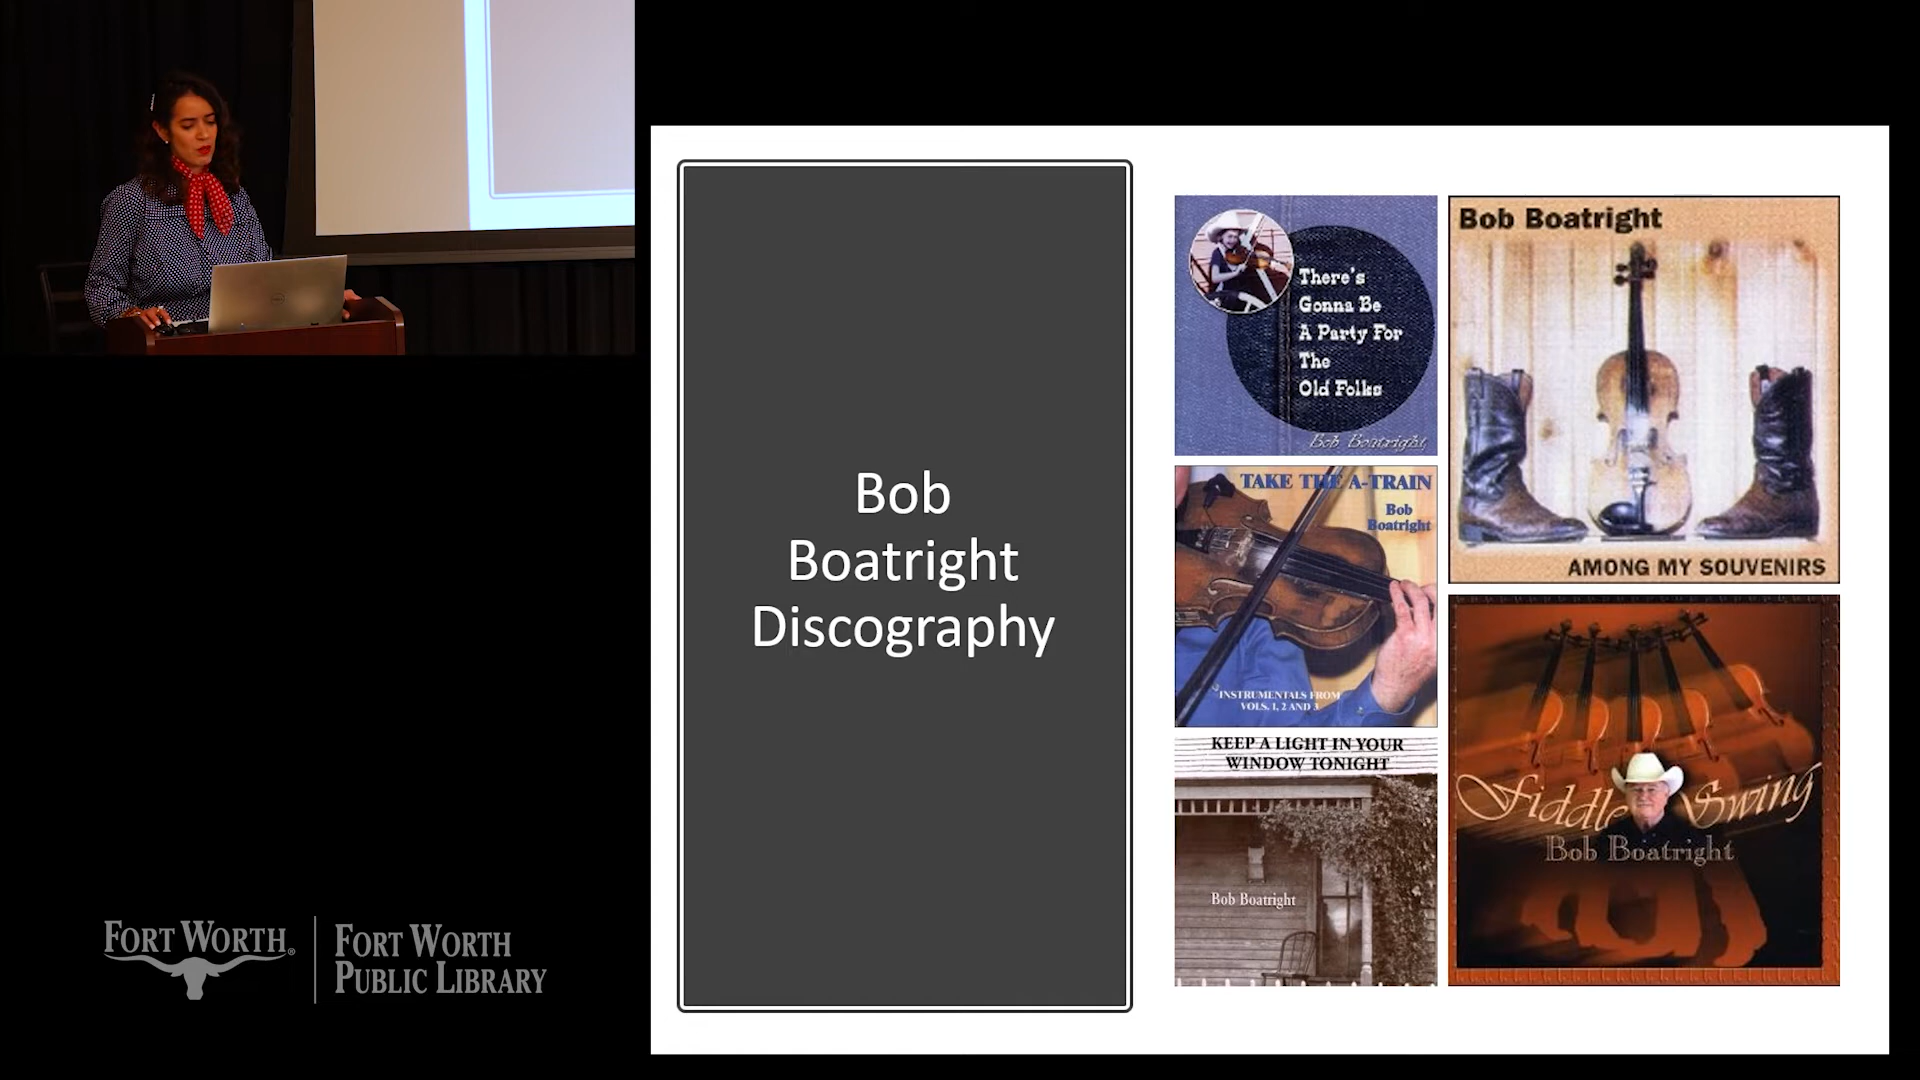 Bob
Boatright
Discography
There's
Gonna Be
A Party For
The
Old Folks
Bob Boatright
Bob Boatright
AMONG MY SOUVENIRS
TAKE THE A-TRAIN
Bob
Boatright
INSTRUMENTALS FROM
VOLS. 1, 2 AND 3
KEEP A LIGHT IN YOUR
WINDOW TONIGHT
Bob Boatright
Fiddle Swing
Bob Boatright
FORT WORTH®
FORT WORTH
PUBLIC LIBRARY